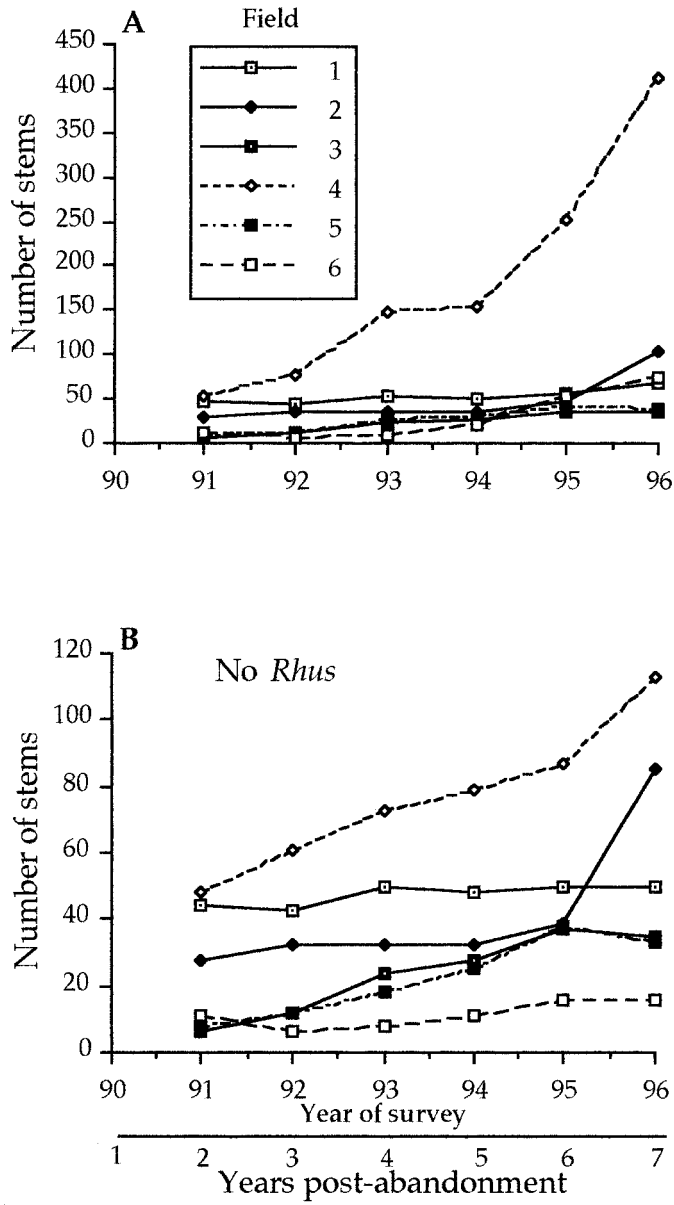 A
Field
1
2
3
4
5
6
Number of stems
450
400
350
300
250
200
150
100
50
0
90 91 92 93 94 95 96
B
No Rhus
Number of stems
120
100
80
60
40
20
0
90 91 92 93 94 95 96
Year of survey
1 2 3 4 5 6 7
Years post-abandonment